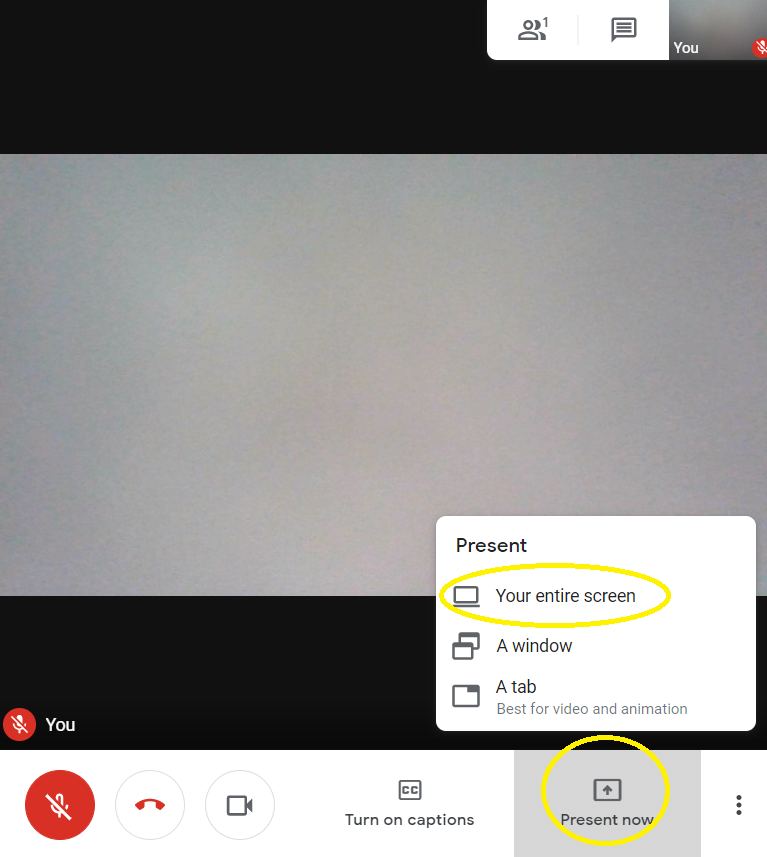 1
You
Present
Your entire screen
A window
A tab
Best for video and animation
You
CC
Turn on captions
Present now